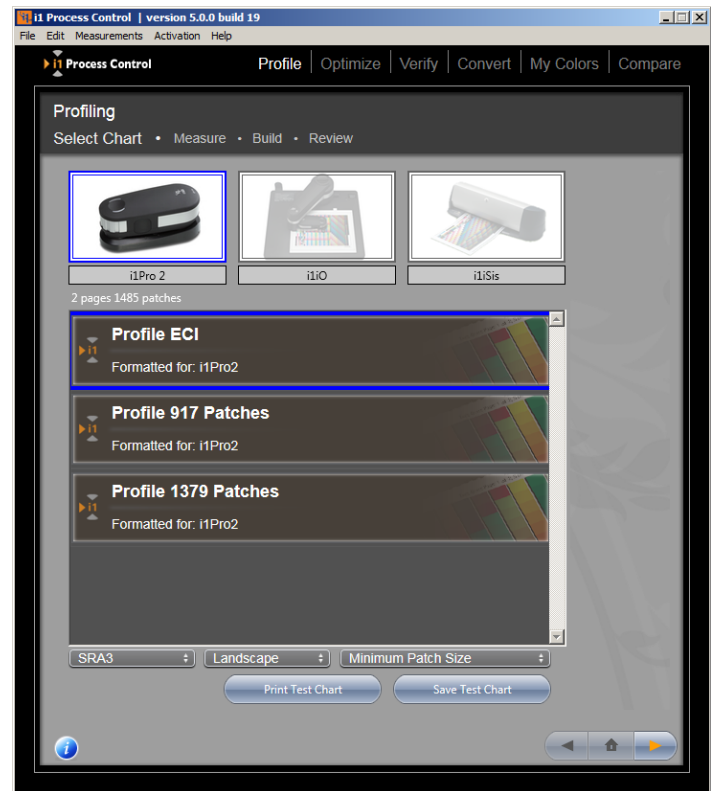 i1 Process Control | version 5.0.0 build 19
File Edit Measurements Activation Help
i1 Process Control Profile | Optimize | Verify | Convert | My Colors | Compare
Profiling
Select Chart • Measure • Build • Review
i1Pro 2 i1iO i1iSis
2 pages 1485 patches
i1 Profile ECI
Formatted for: i1Pro2
i1 Profile 917 Patches
Formatted for: i1Pro2
i1 Profile 1379 Patches
Formatted for: i1Pro2
SRA3 Landscape Minimum Patch Size
Print Test Chart Save Test Chart
i